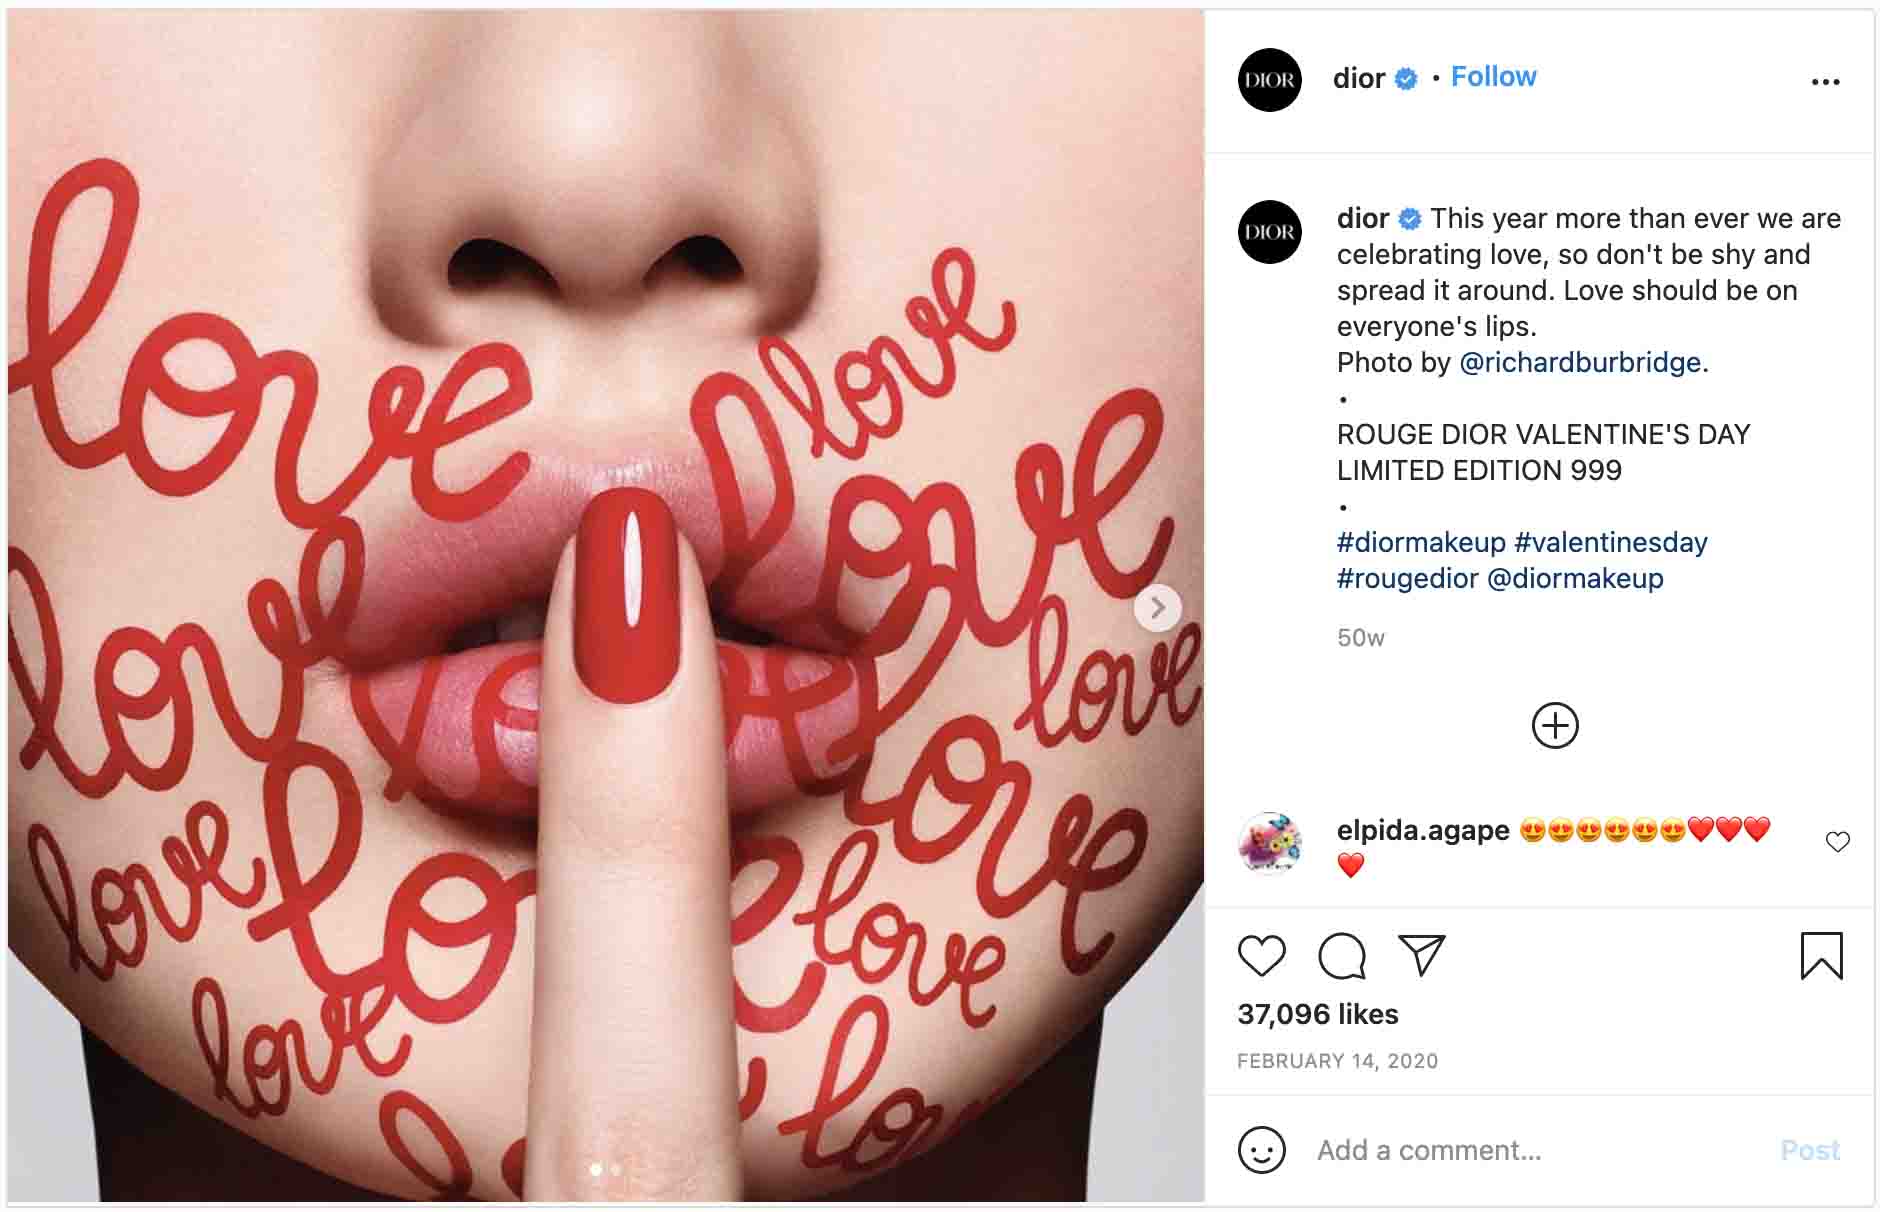 love
love
love
love
love
love
love
love
love
love
DIOR
dior • Follow
DIOR
dior This year more than ever we are
celebrating love, so don't be shy and
spread it around. Love should be on
everyone's lips.
Photo by @richardburbridge.
•
ROUGE DIOR VALENTINE'S DAY
LIMITED EDITION 999
•
#diormakeup #valentinesday
#rougedior @diormakeup
50w
elpida.agape 😍😍😍😍😍😍❤️❤️❤️
❤️
37,096 likes
FEBRUARY 14, 2020
Add a comment...
Post